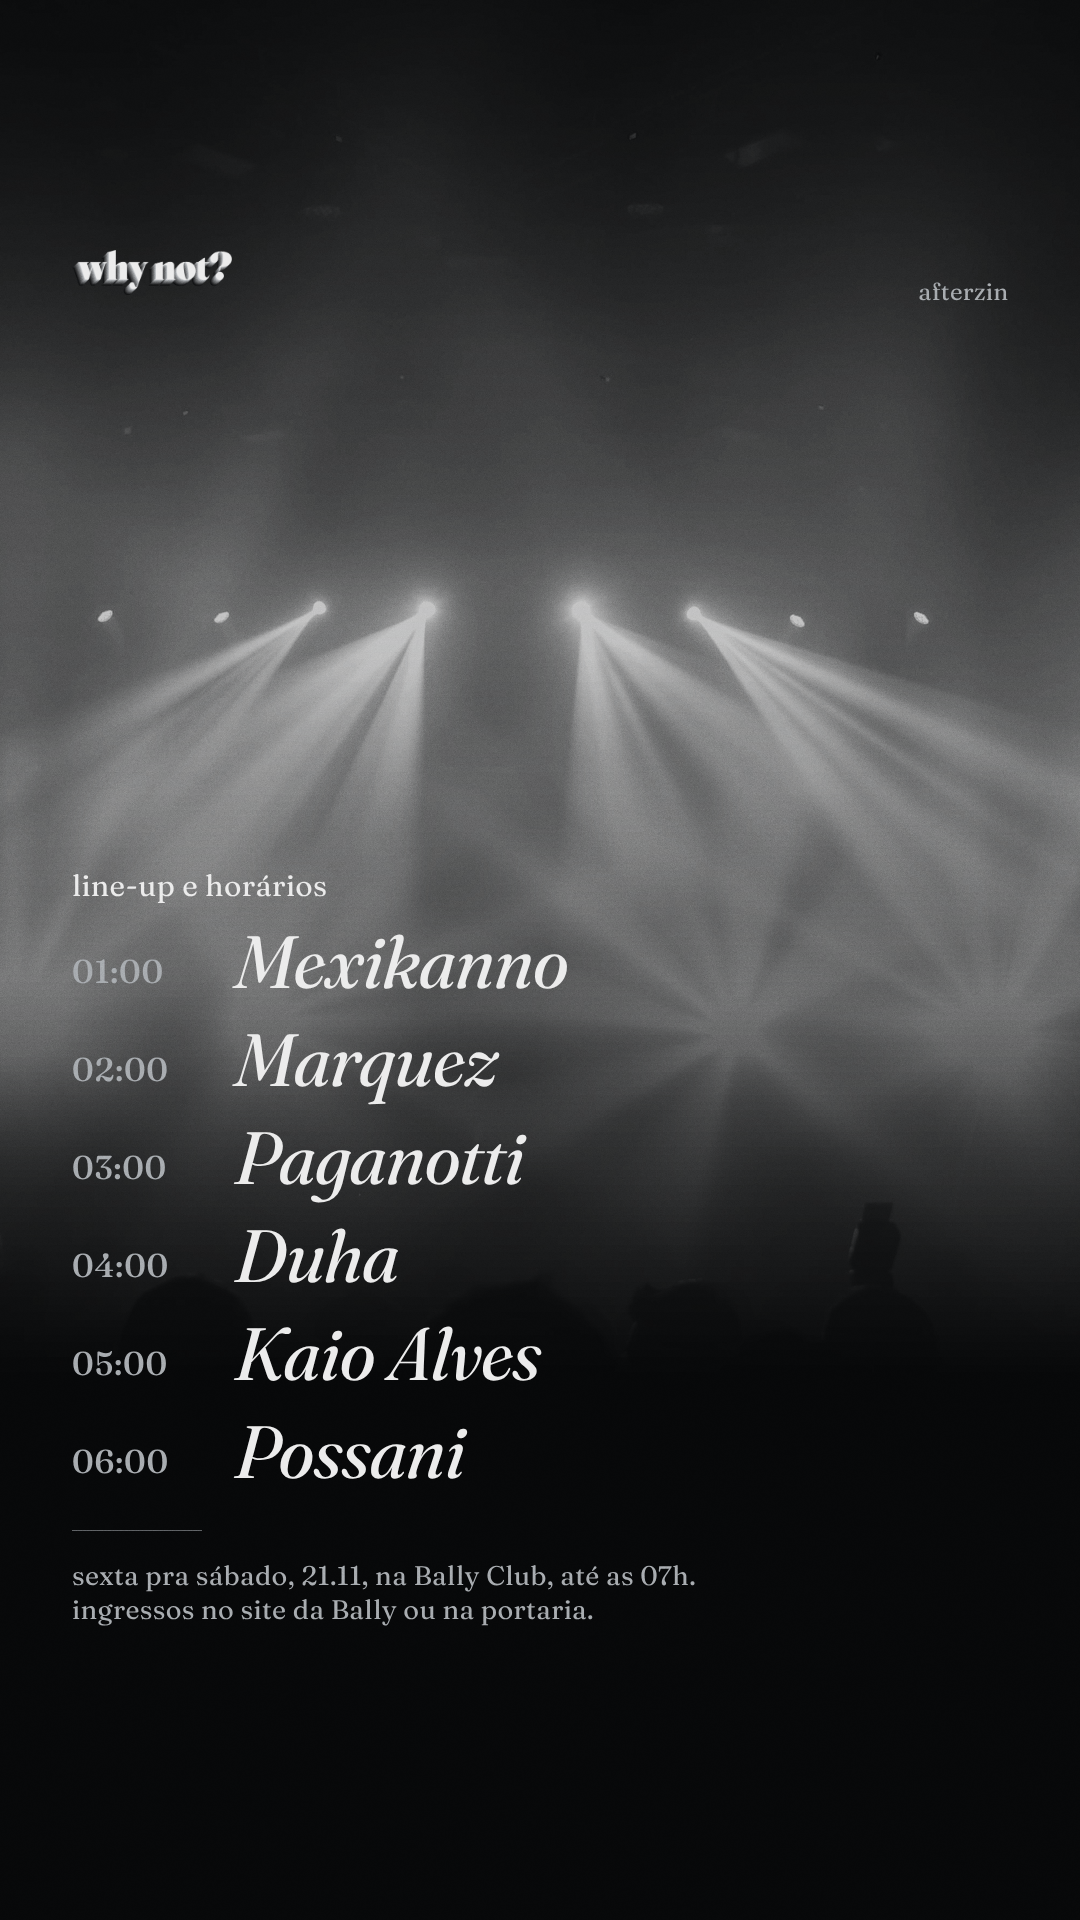 why not?
afterzin
line-up e horários
01:00 Mexikanno
02:00 Marquez
03:00 Paganotti
04:00 Duha
05:00 Kaio Alves
06:00 Possani
sexta pra sábado, 21.11, na Bally Club, até as 07h.
ingressos no site da Bally ou na portaria.